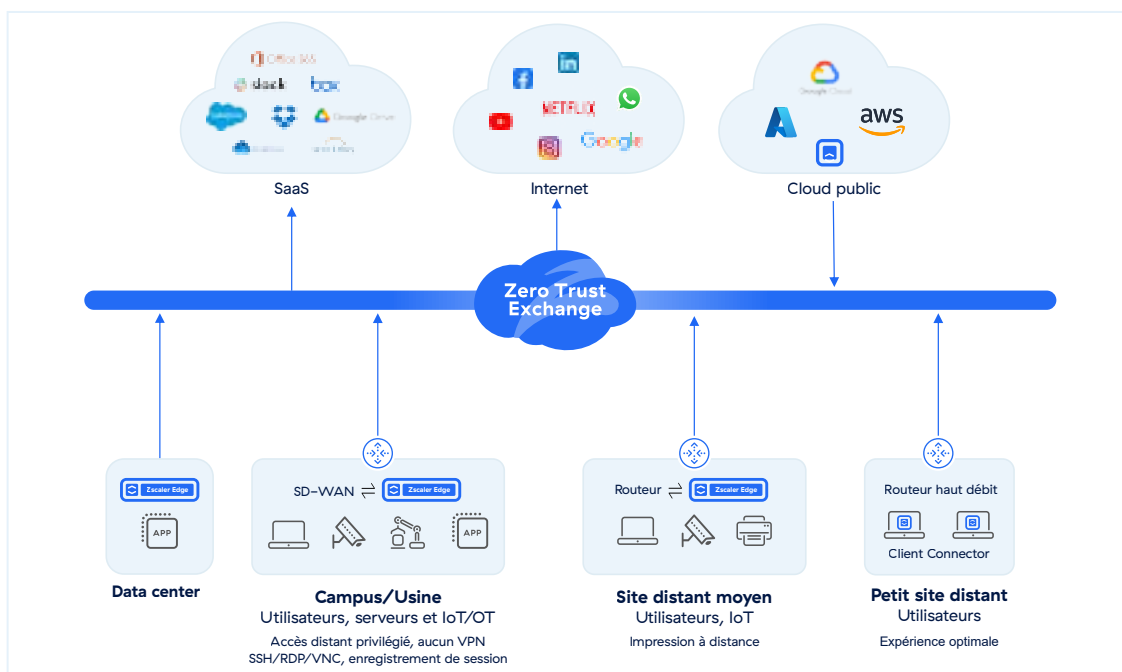 Office 365
slack
box
Google Drive
NETFLIX
Google
Google Cloud
aws
SaaS
Internet
Cloud public
Zero Trust
Exchange
Zscaler Edge
APP
Data center
SD-WAN
Zscaler Edge
APP
Campus/Usine
Utilisateurs, serveurs et IoT/OT
Accès distant privilégié, aucun VPN
SSH/RDP/VNC, enregistrement de session
Routeur
Zscaler Edge
Site distant moyen
Utilisateurs, IoT
Impression à distance
Routeur haut débit
Client Connector
Petit site distant
Utilisateurs
Expérience optimale